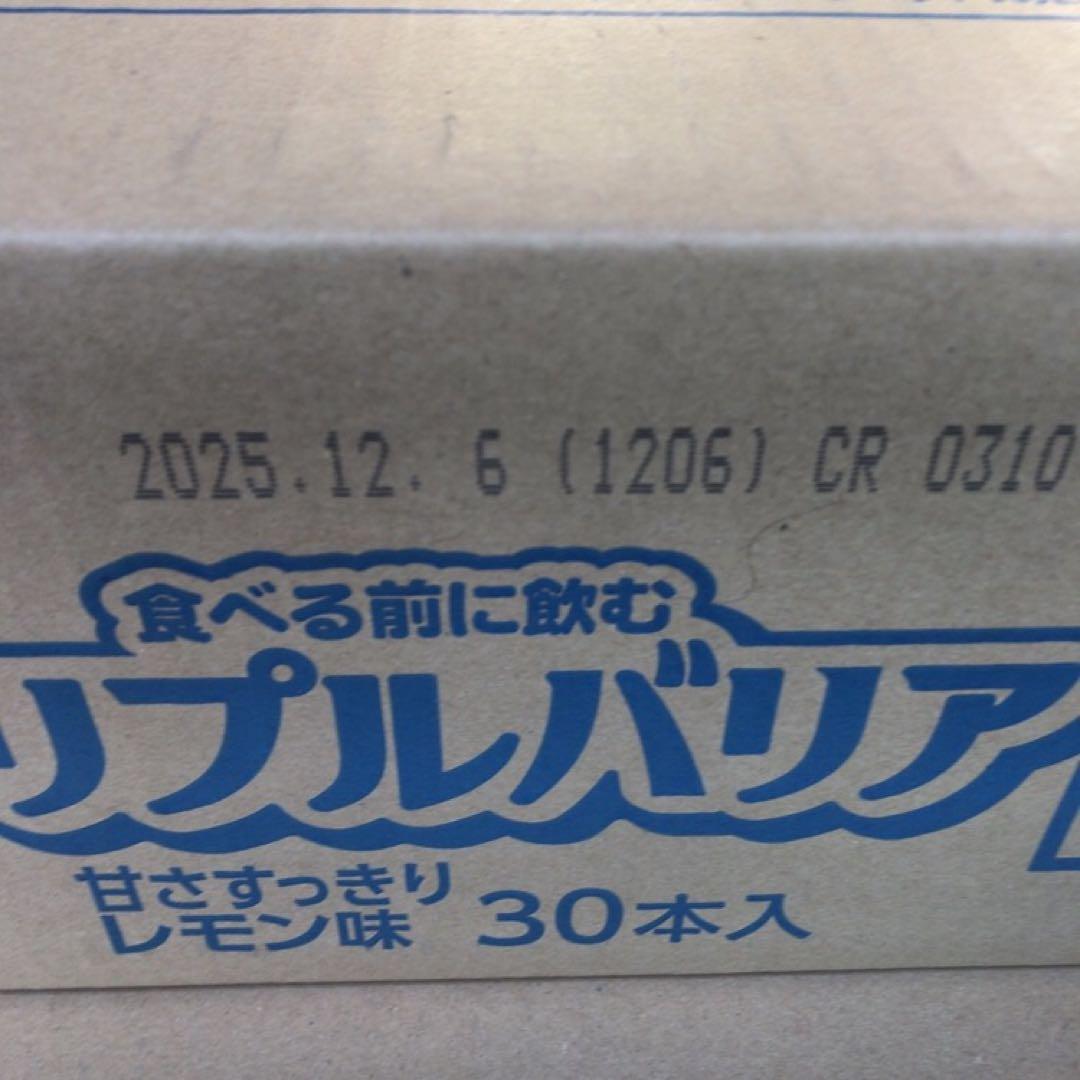 2025.12. 6 (1206) CR 0310
食べる前に飲む
リプルバリア
甘さすっきり
レモン味 30本入